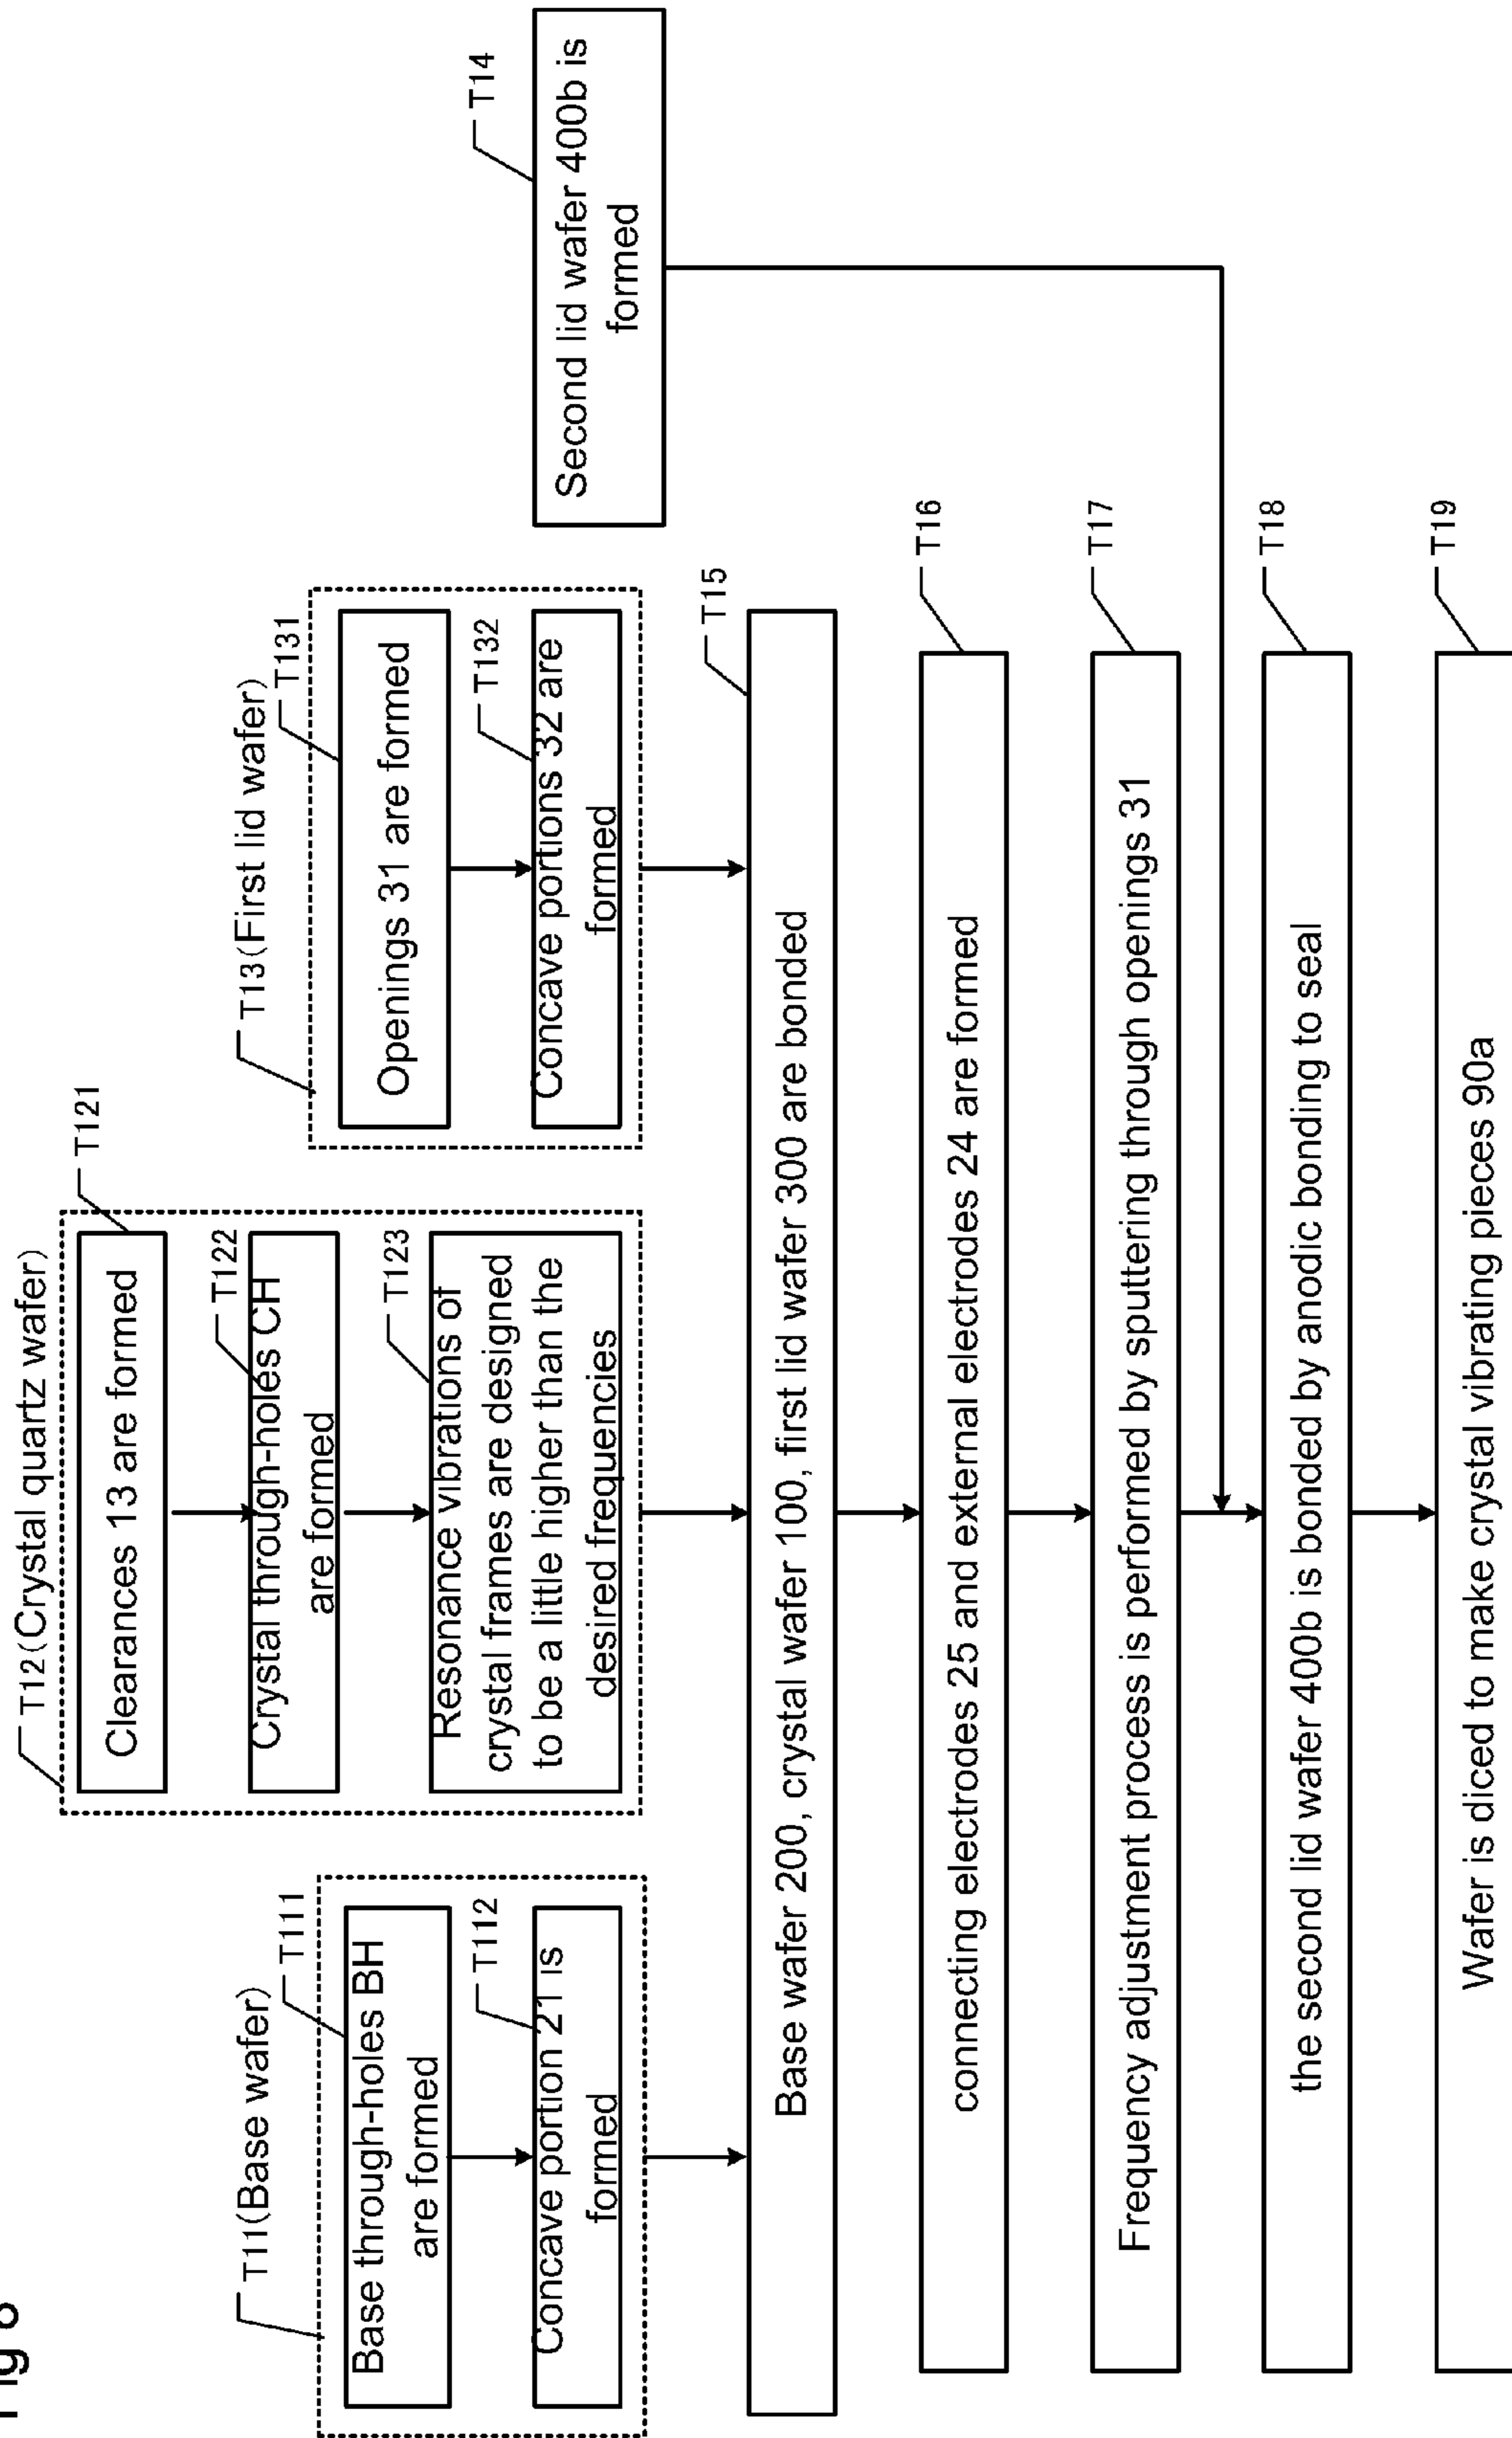 Fig 8
T11(Base wafer)
T111
Base through-holes BH
are formed
T112
Concave portion 21 is
formed
T12(Crystal quartz wafer)
T121
Clearances 13 are formed
T122
Crystal through-holes CH
are formed
T123
Resonance vibrations of
crystal frames are designed
to be a little higher than the
desired frequencies
T13(First lid wafer)
T131
Openings 31 are formed
T132
Concave portions 32 are
formed
T14
Second lid wafer 400b is
formed
T15
Base wafer 200, crystal wafer 100, first lid wafer 300 are bonded
T16
connecting electrodes 25 and external electrodes 24 are formed
T17
Frequency adjustment process is performed by sputtering through openings 31
T18
the second lid wafer 400b is bonded by anodic bonding to seal
T19
Wafer is diced to make crystal vibrating pieces 90a